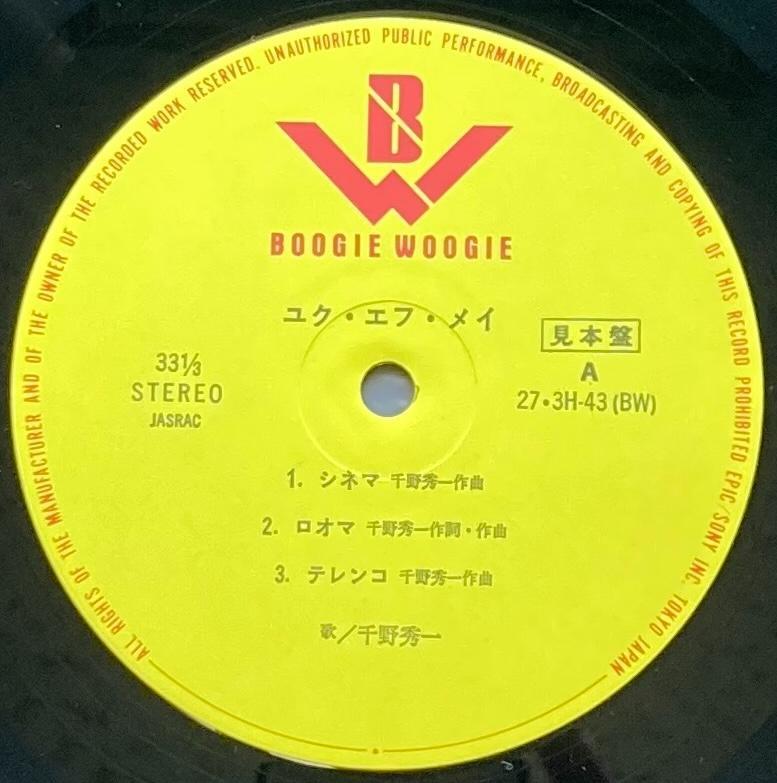 ALL RIGHTS OF THE MANUFACTURER AND OF THE OWNER OF THE RECORDED WORK RESERVED. UNAUTHORIZED PUBLIC PERFORMANCE, BROADCASTING AND COPYING OF THIS RECORD PROHIBITED EPIC/SONY INC. TOKYO JAPAN
BW
BOOGIE WOOGIE
ユク・エフ・メイ
33⅓
STEREO
JASRAC
見本盤
A
27・3H-43 (BW)
1. シネマ 千野秀一作曲
2. ロオマ 千野秀一作詞・作曲
3. テレンコ 千野秀一作曲
歌/千野秀一